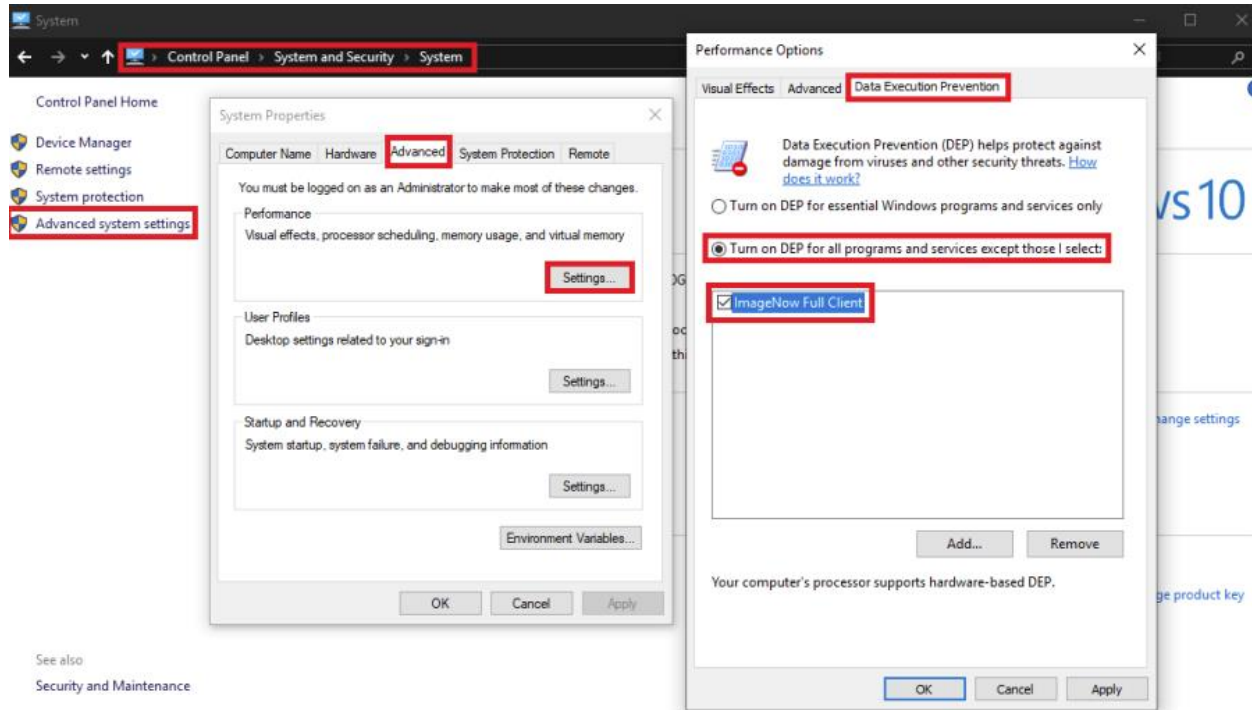 System
Control Panel > System and Security > System
Control Panel Home
Device Manager
Remote settings
System protection
Advanced system settings
See also
Security and Maintenance
System Properties
Computer Name Hardware Advanced System Protection Remote
You must be logged on as an Administrator to make most of these changes.
Performance
Visual effects, processor scheduling, memory usage, and virtual memory
Settings...
User Profiles
Desktop settings related to your sign-in
Settings...
Startup and Recovery
System startup, system failure, and debugging information
Settings...
Environment Variables...
OK Cancel Apply
Performance Options
Visual Effects Advanced Data Execution Prevention
Data Execution Prevention (DEP) helps protect against
damage from viruses and other security threats. How
does it work?
Turn on DEP for essential Windows programs and services only
Turn on DEP for all programs and services except those I select:
ImageNow Full Client
Add... Remove
Your computer's processor supports hardware-based DEP.
OK Cancel Apply
vs 10
ange settings
ge product key